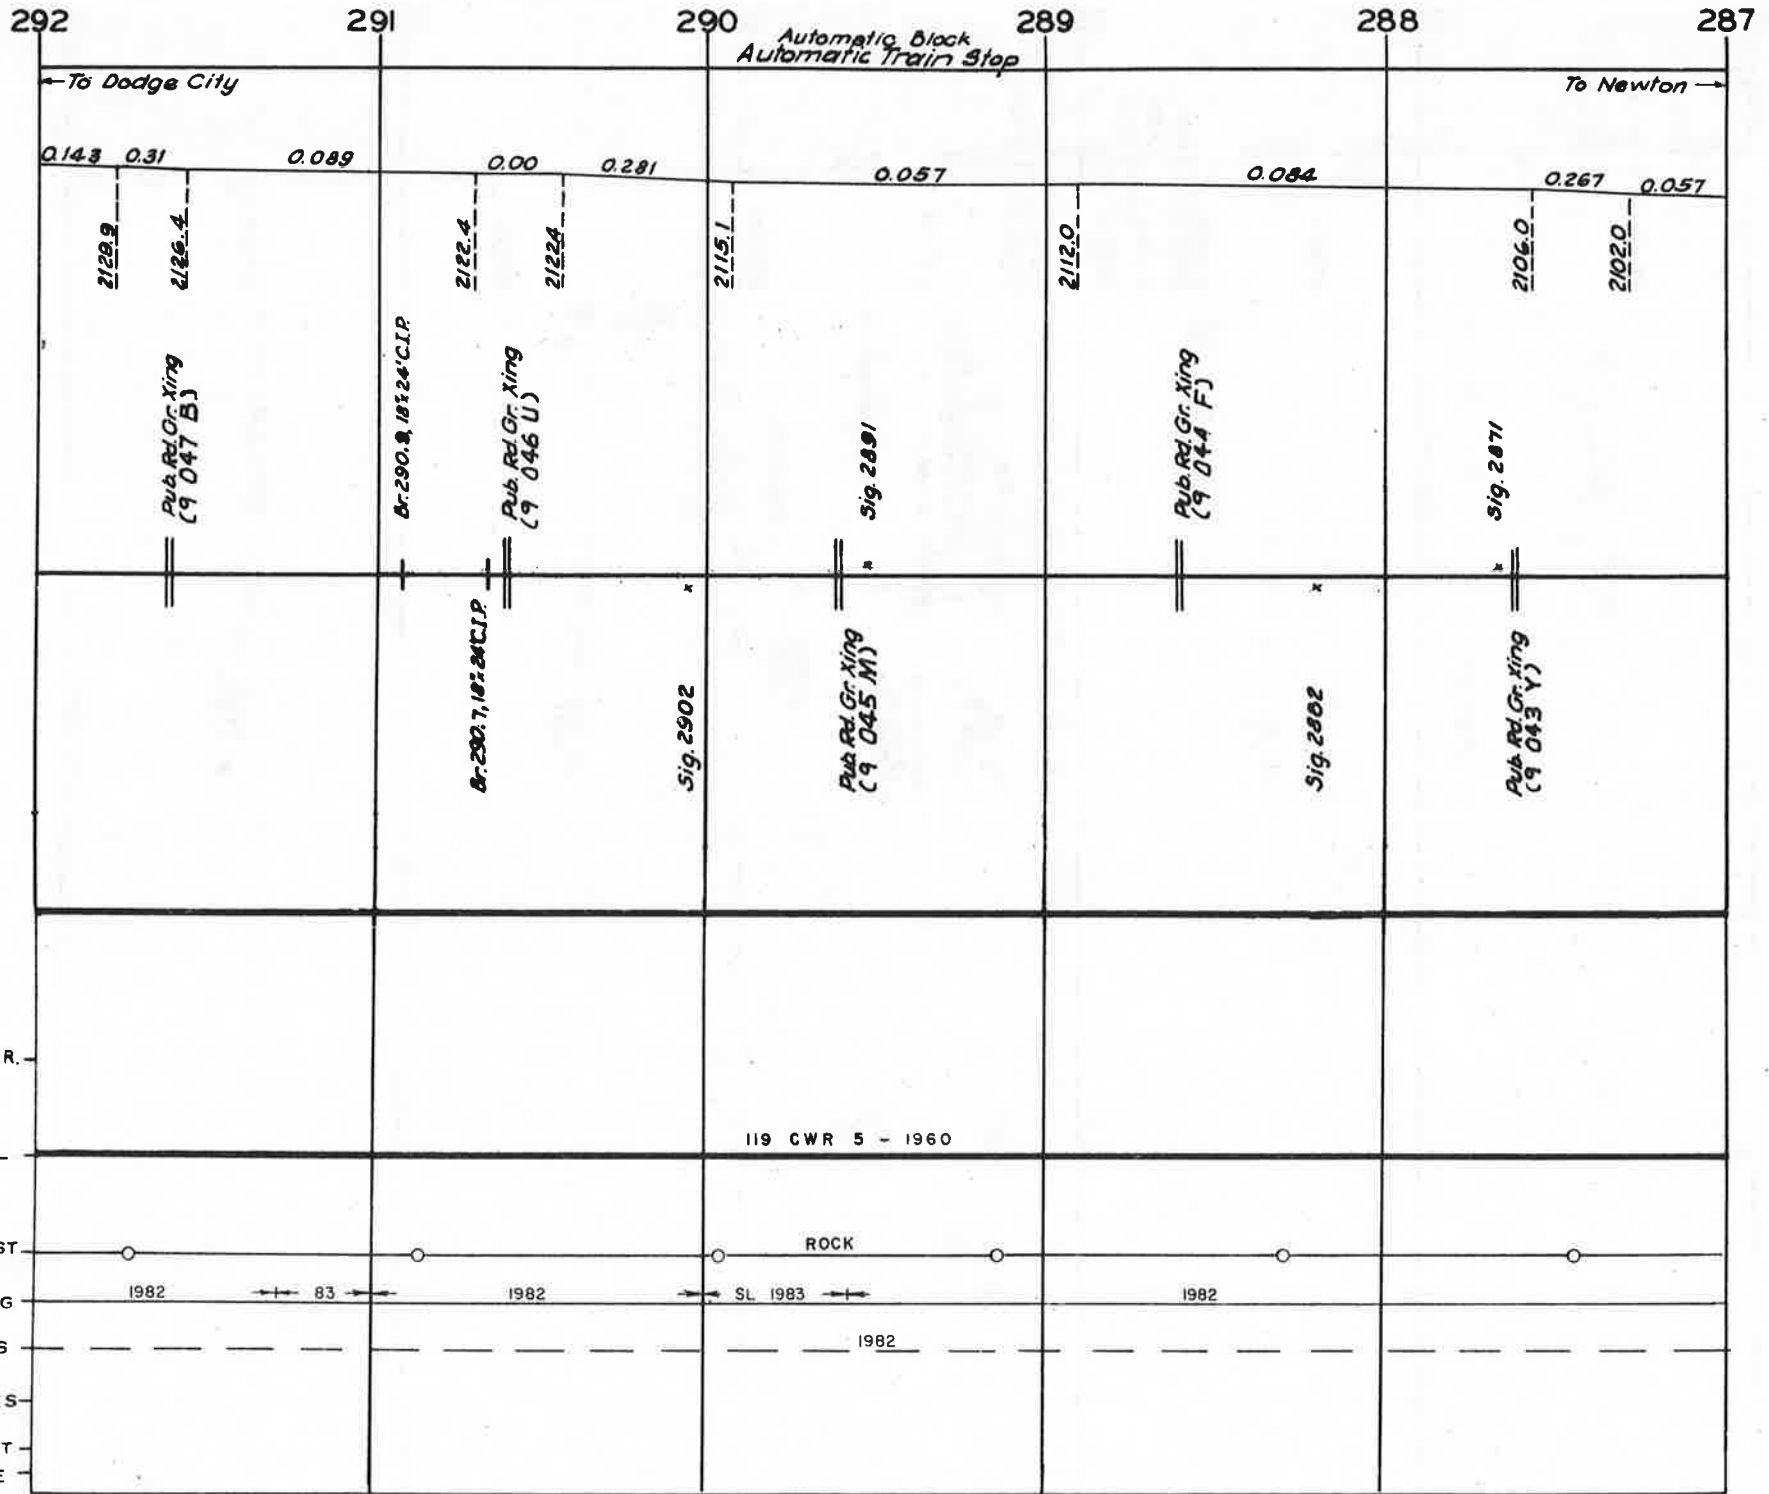 292 291 290 289 288 287
Automatic Block
Automatic Train Stop
←To Dodge City
To Newton→
0.143 0.31 0.089 0.00 0.281 0.057 0.084 0.267 0.057
2128.9
2126.4
2122.4
2122.4
2115.1
2112.0
2106.0
2102.0
Pub. Rd. Gr. Xing
(9 047 B)
Br. 290.9, 18"x24' C.I.P.
Pub. Rd. Gr. Xing
(9 046 U)
Sig. 2891
Pub. Rd. Gr. Xing
(9 044 F)
Sig. 2871
Br. 290.7, 18"x24' C.I.P.
Sig. 2902
Pub. Rd. Gr. Xing
(9 045 M)
Sig. 2882
Pub. Rd. Gr. Xing
(9 043 Y)
R.
119 CWR 5 - 1960
ST
ROCK
G
1982 83 1982 SL 1983 1982
S
1982
S
T
E